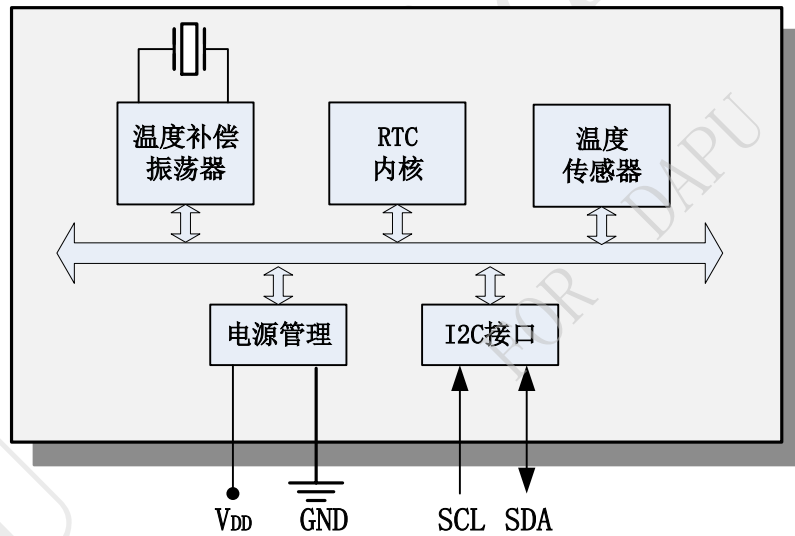 温度补偿
振荡器
RTC
内核
温度
传感器
电源管理
I2C接口
VDD
GND
SCL
SDA
FOR DAPU